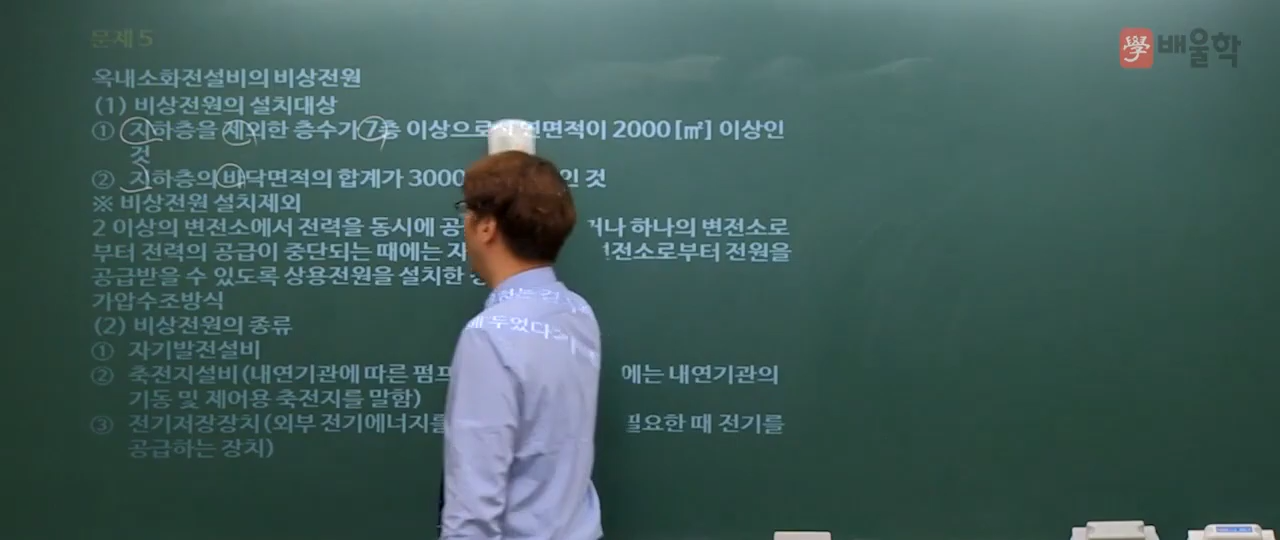 문제 5
學 배울학
옥내소화전설비의 비상전원
(1) 비상전원의 설치대상
① 지하층을 제외한 층수가 7층 이상으로 연면적이 2000[㎡] 이상인
것
② 지하층의 바닥면적의 합계가 3000 인 것
※ 비상전원 설치제외
2 이상의 변전소에서 전력을 동시에 공 거나 하나의 변전소로
부터 전력의 공급이 중단되는 때에는 자 변전소로부터 전원을
공급받을 수 있도록 상용전원을 설치한
가압수조방식
(2) 비상전원의 종류
① 자기발전설비
② 축전지설비(내연기관에 따른 펌프 에는 내연기관의
기동 및 제어용 축전지를 말함)
③ 전기저장장치(외부 전기에너지를 필요한 때 전기를
공급하는 장치)